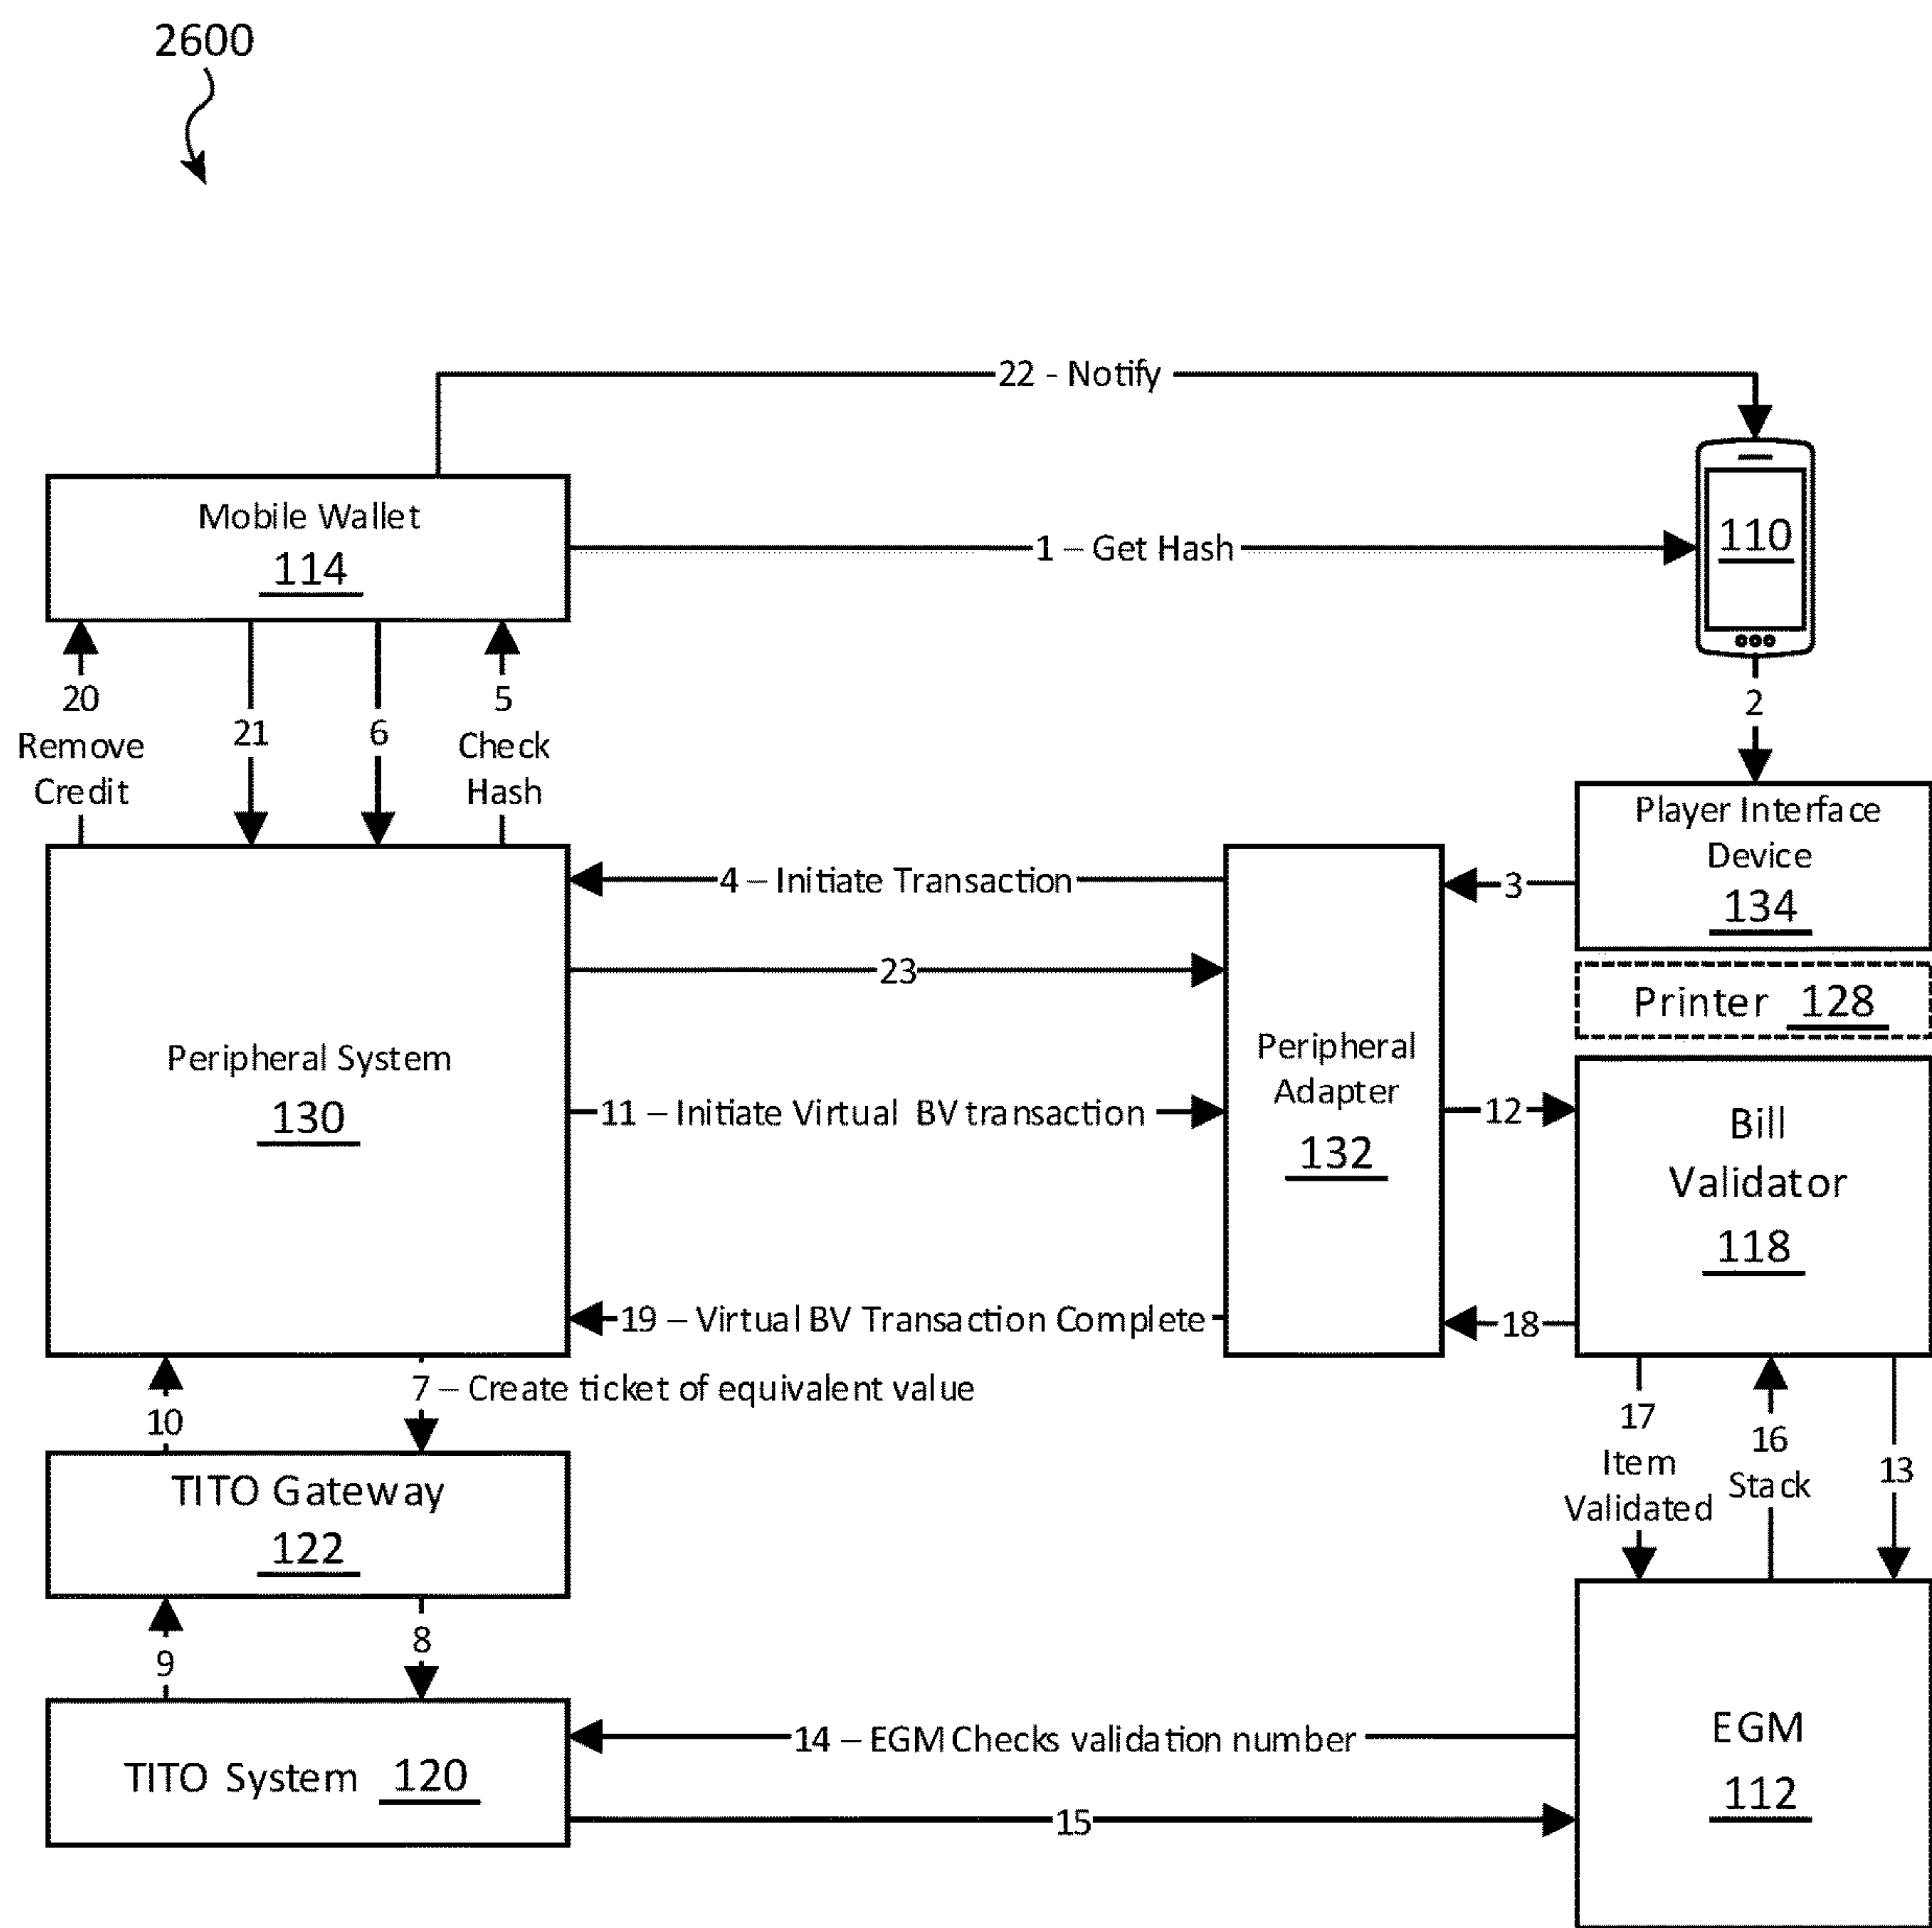 2600
22 - Notify
Mobile Wallet
114
1 – Get Hash
110
20
Remove
Credit
21
6
5
Check
Hash
2
Player Interface
Device
134
4 – Initiate Transaction
3
23
Printer 128
Peripheral System
130
Peripheral
Adapter
132
11 – Initiate Virtual BV transaction
12
Bill
Validator
118
19 – Virtual BV Transaction Complete
18
10
7 – Create ticket of equivalent value
17
Item
Validated
16
Stack
13
TITO Gateway
122
9
8
TITO System 120
14 – EGM Checks validation number
15
EGM
112